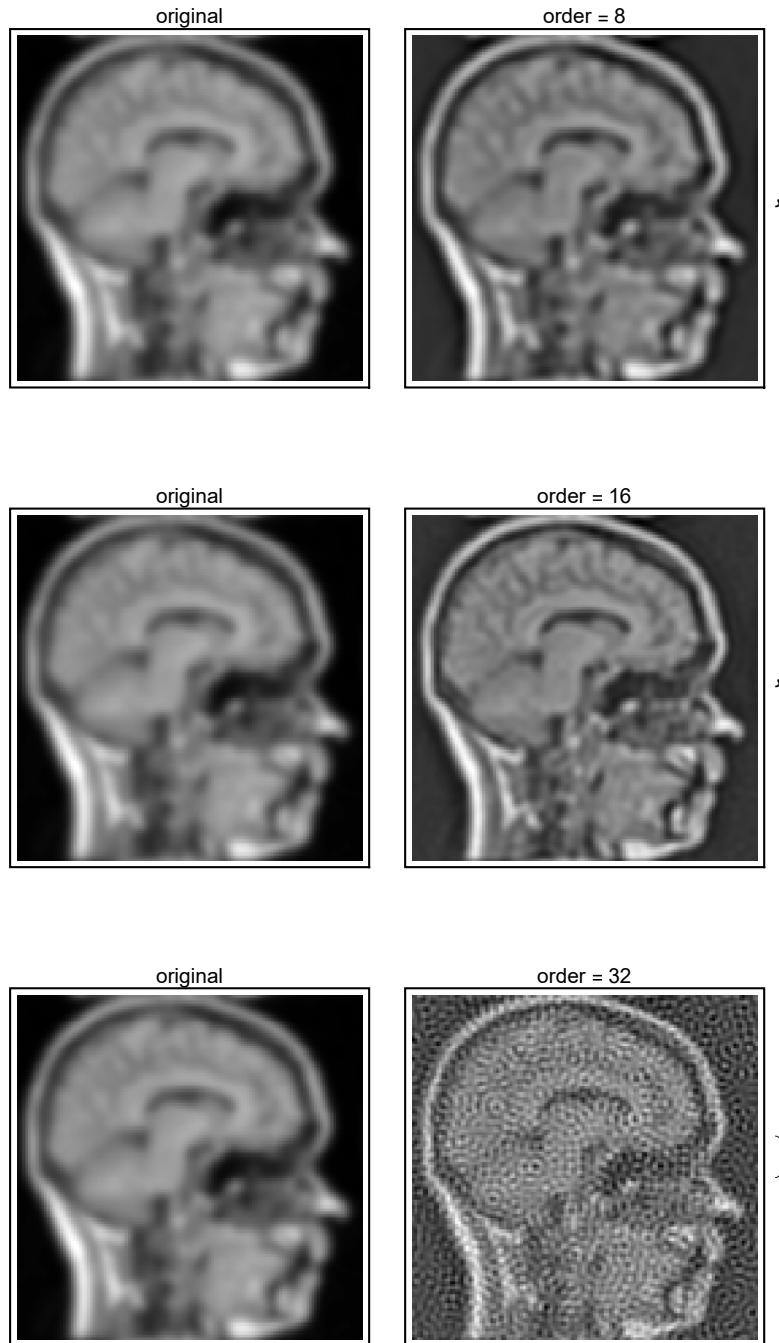 original
order = 8
original
order = 16
original
order = 32